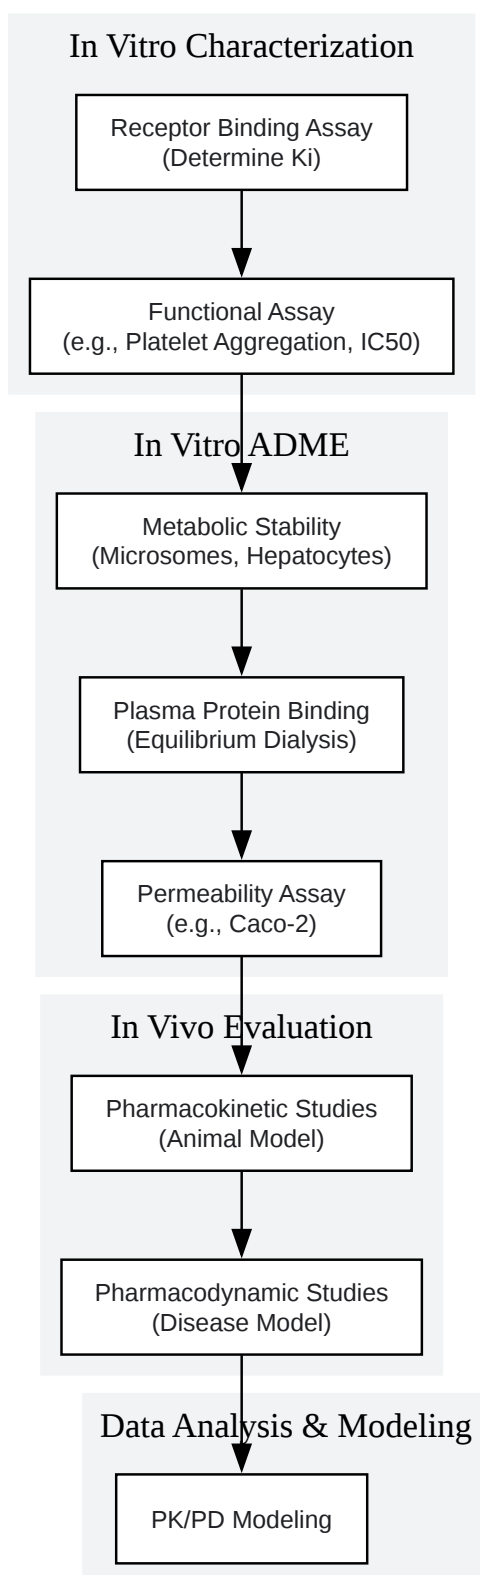 In Vitro Characterization
Receptor Binding Assay
(Determine Ki)
Functional Assay
(e.g., Platelet Aggregation, IC50)
In Vitro ADME
Metabolic Stability
(Microsomes, Hepatocytes)
Plasma Protein Binding
(Equilibrium Dialysis)
Permeability Assay
(e.g., Caco-2)
In Vivo Evaluation
Pharmacokinetic Studies
(Animal Model)
Pharmacodynamic Studies
(Disease Model)
Data Analysis & Modeling
PK/PD Modeling